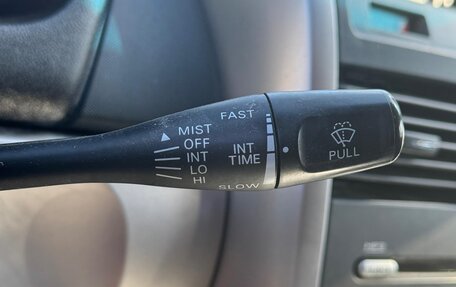 FAST
MIST
OFF
INT
LO
HI
INT
TIME
SLOW
PULL